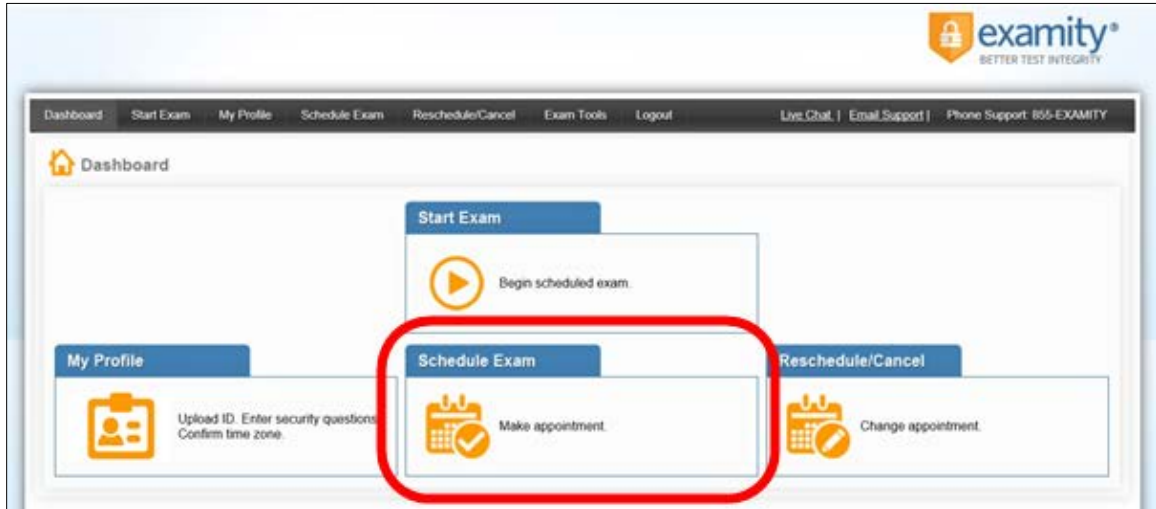 examity®
BETTER TEST INTEGRITY
Dashboard Start Exam My Profile Schedule Exam Reschedule/Cancel Exam Tools Logout Live Chat | Email Support | Phone Support 855-EXAMITY
Dashboard
Start Exam
Begin scheduled exam.
My Profile
Upload ID. Enter security questions
Confirm time zone.
Schedule Exam
Make appointment.
Reschedule/Cancel
Change appointment.